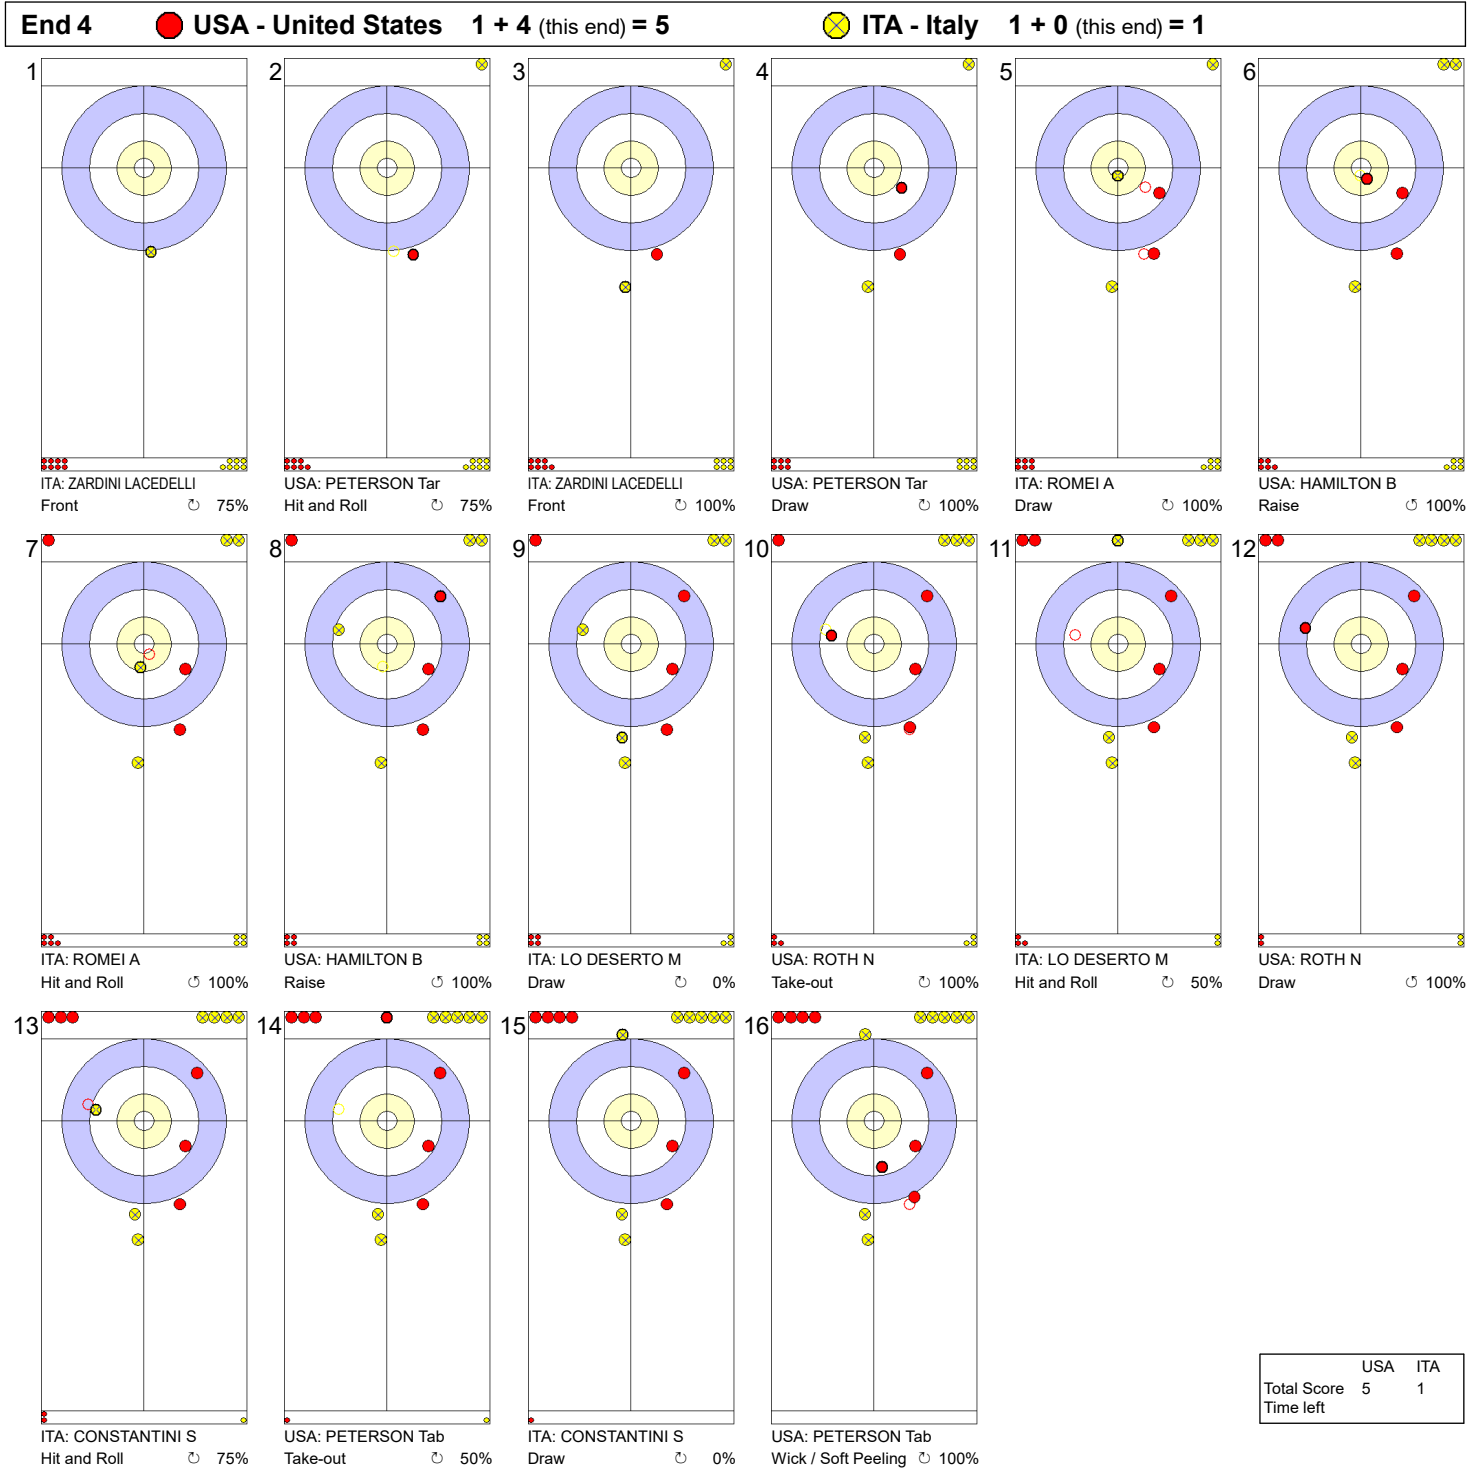 End 4 USA - United States 1 + 4 (this end) = 5 ITA - Italy 1 + 0 (this end) = 1
1 2 3 4 5 6
ITA: ZARDINI LACEDELLI USA: PETERSON Tar ITA: ZARDINI LACEDELLI USA: PETERSON Tar ITA: ROMEI A USA: HAMILTON B
Front ↻ 75% Hit and Roll ↻ 75% Front ↻ 100% Draw ↻ 100% Draw ↻ 100% Raise ↻ 100%
7 8 9 10 11 12
ITA: ROMEI A USA: HAMILTON B ITA: LO DESERTO M USA: ROTH N ITA: LO DESERTO M USA: ROTH N
Hit and Roll ↺ 100% Raise ↺ 100% Draw ↻ 0% Take-out ↻ 100% Hit and Roll ↻ 50% Draw ↻ 100%
13 14 15 16
ITA: CONSTANTINI S USA: PETERSON Tab ITA: CONSTANTINI S USA: PETERSON Tab
Hit and Roll ↻ 75% Take-out ↻ 50% Draw ↻ 0% Wick / Soft Peeling ↻ 100%
USA ITA
Total Score 5 1
Time left